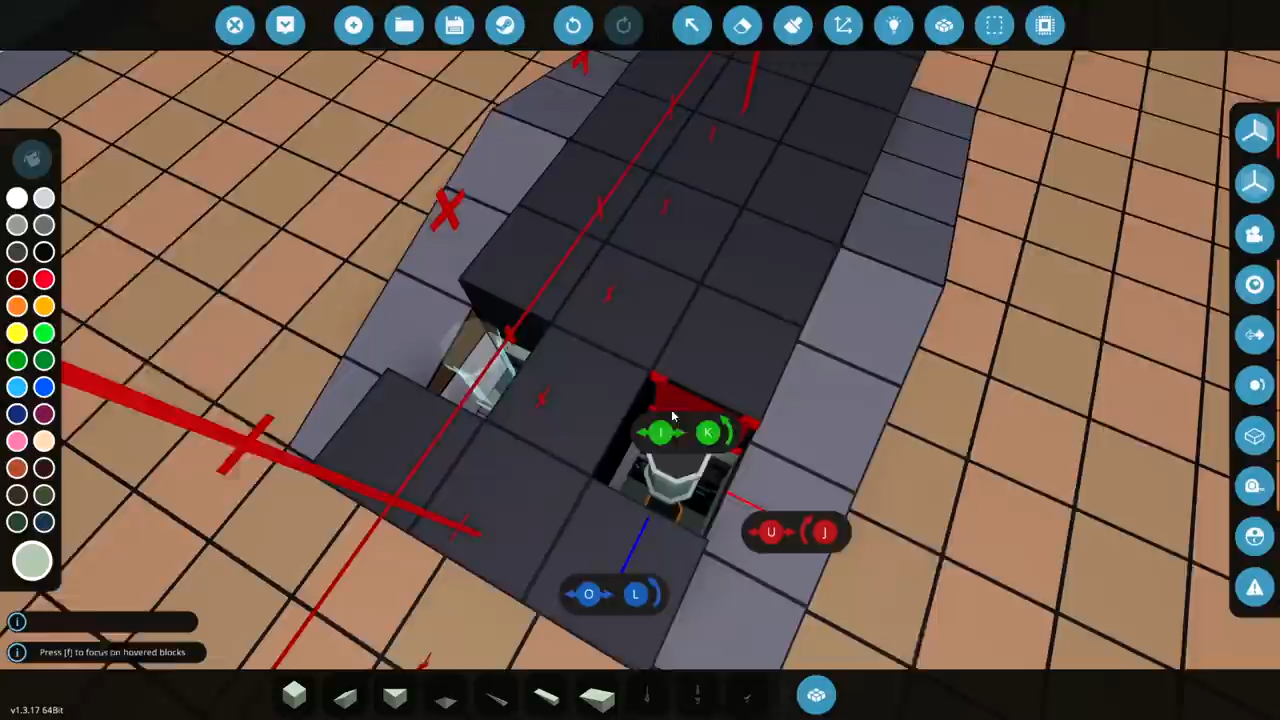 I K
U J
O L
Press [f] to focus on hovered blocks
v1.3.17 64Bit